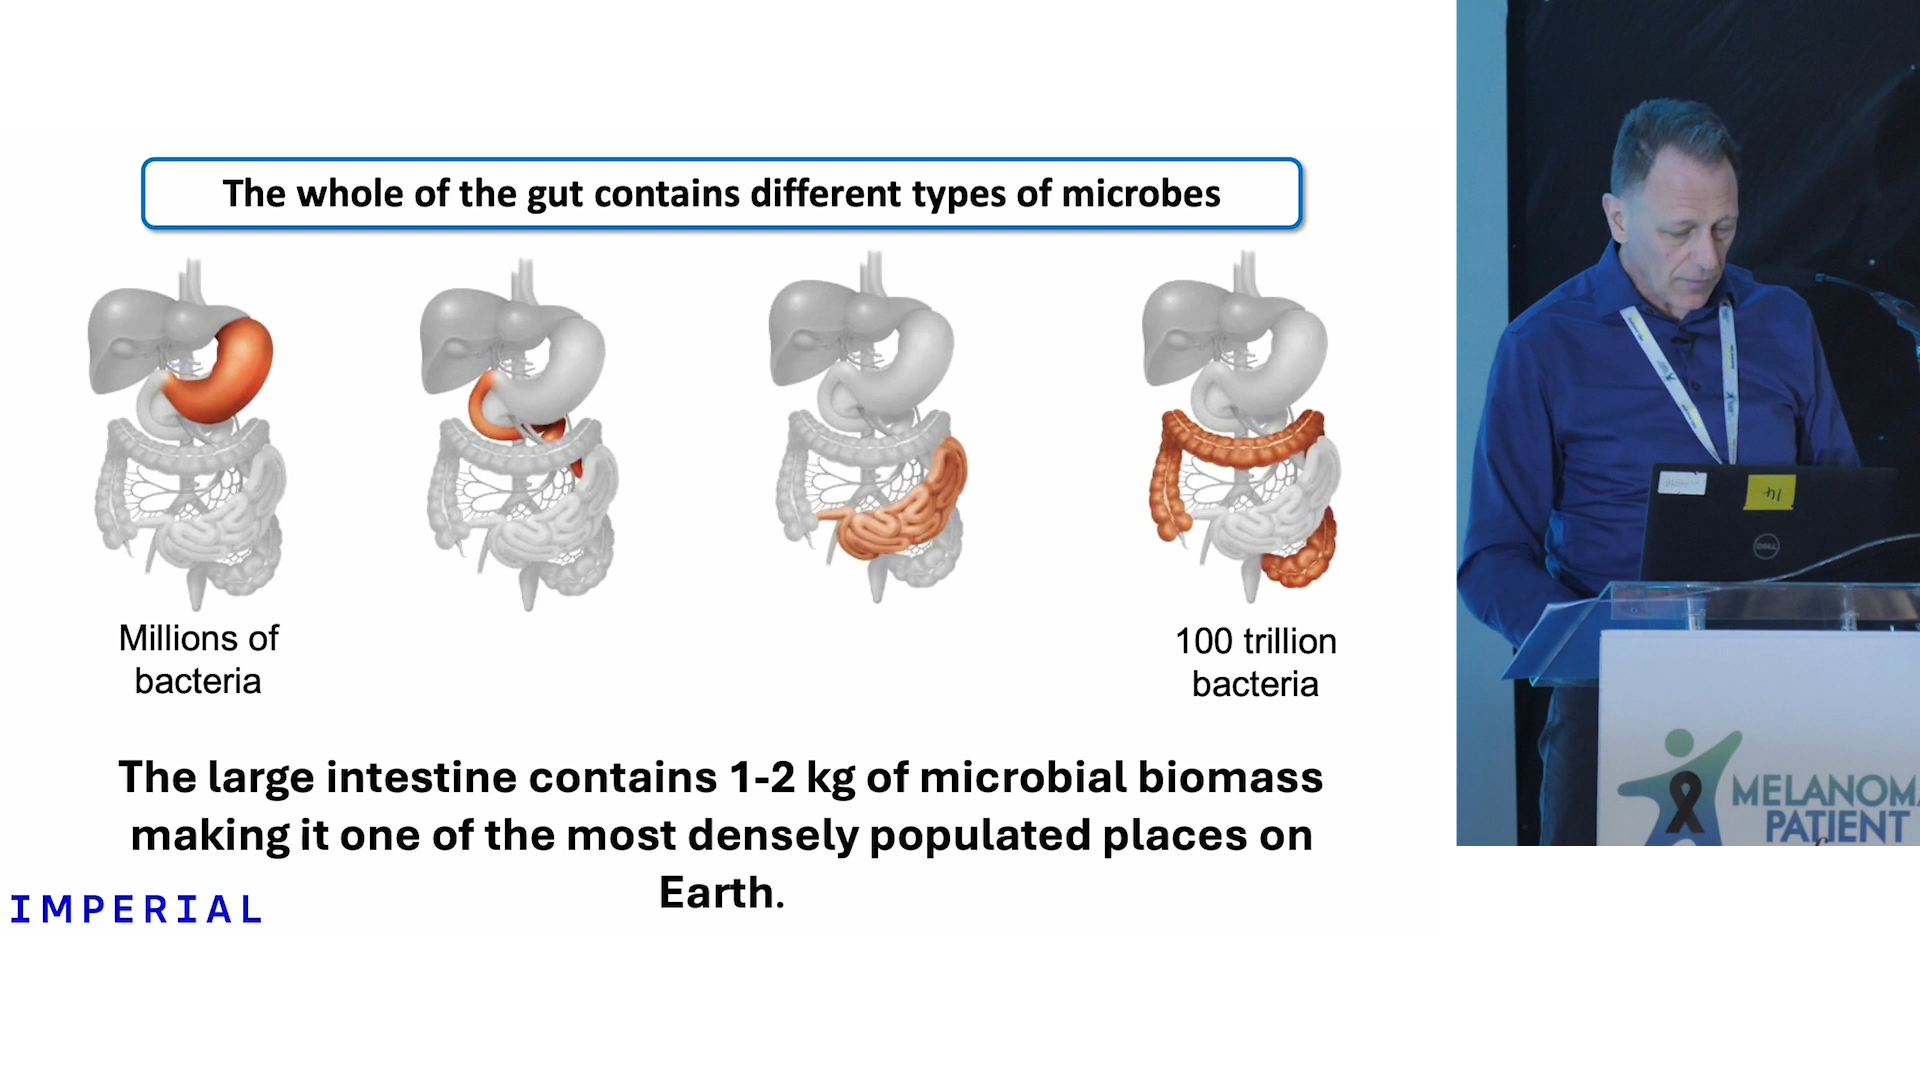 The whole of the gut contains different types of microbes
Millions of
bacteria
100 trillion
bacteria
The large intestine contains 1-2 kg of microbial biomass
making it one of the most densely populated places on
Earth.
IMPERIAL
DELL
MELANOMA
PATIENT